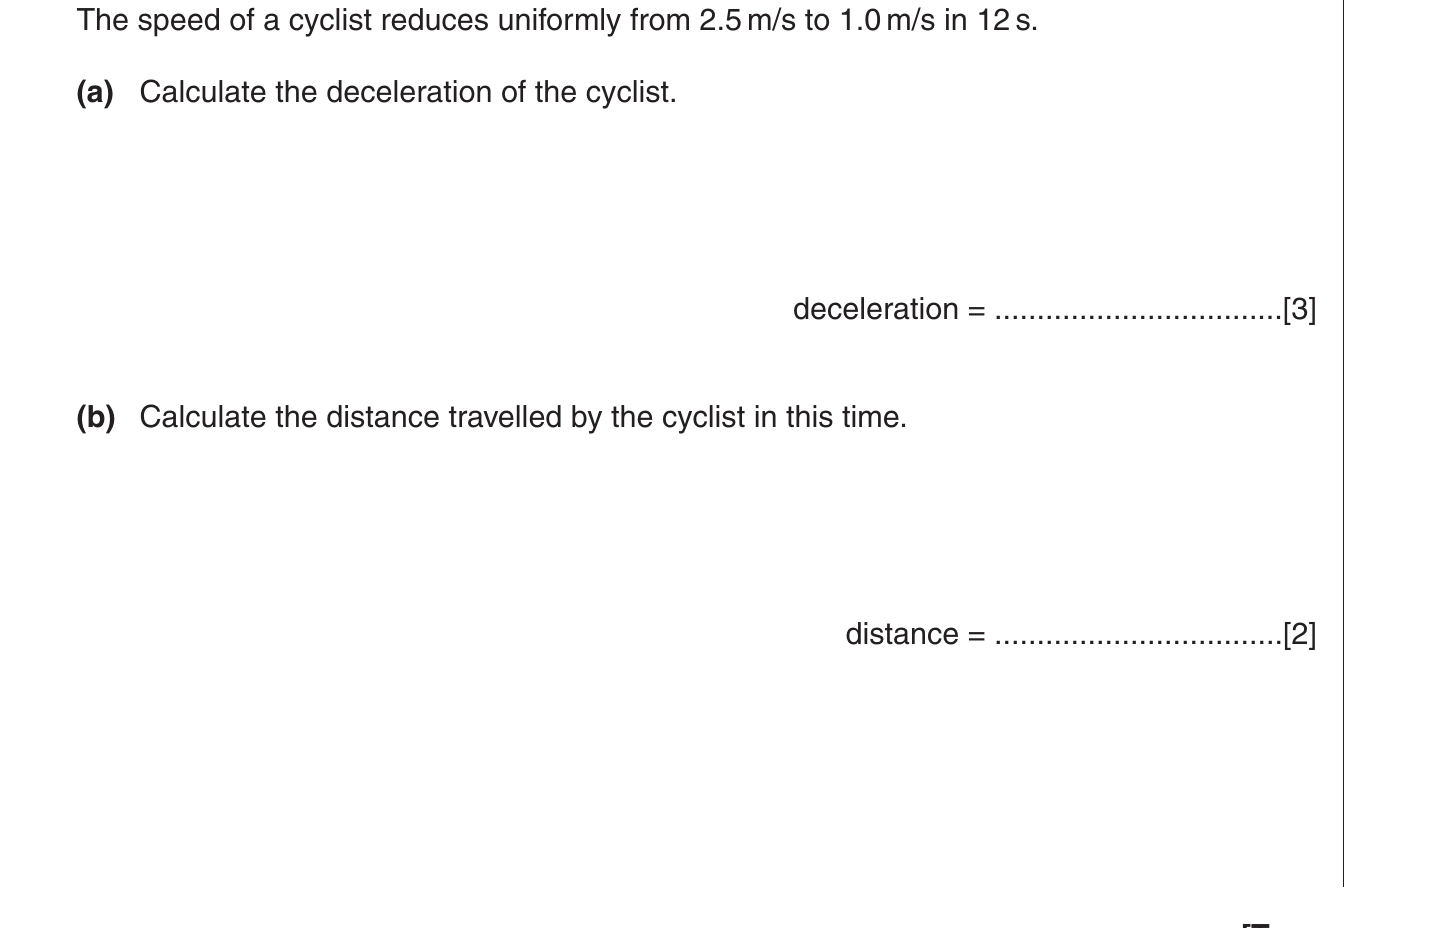 The speed of a cyclist reduces uniformly from 2.5 m/s to 1.0 m/s in 12 s.
(a) Calculate the deceleration of the cyclist.
deceleration = ..................................[3]
(b) Calculate the distance travelled by the cyclist in this time.
distance = ..................................[2]